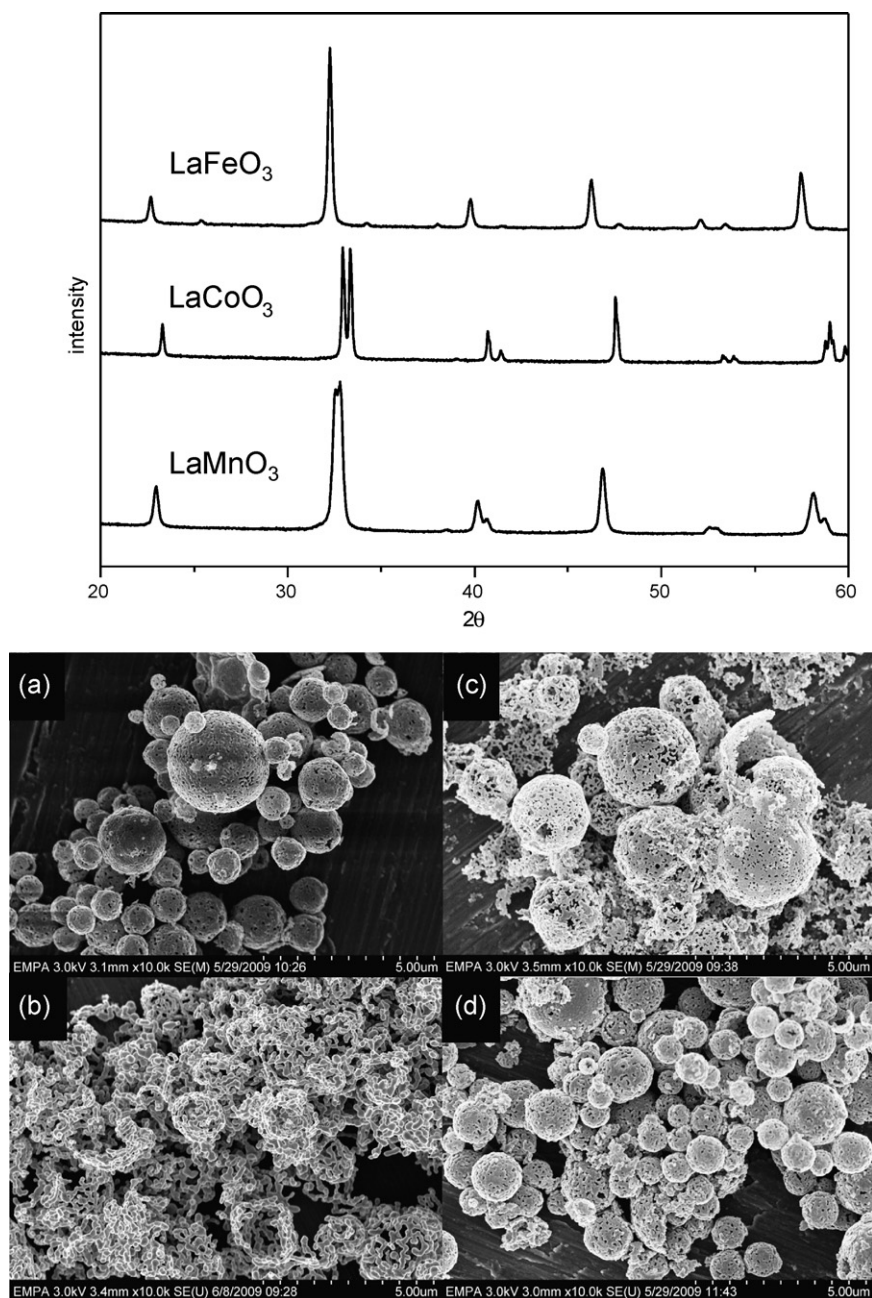 LaFeO₃
LaCoO₃
LaMnO₃
intensity
20 30 40 50 60
2θ
(a)
EMPA 3.0kV 3.1mm x10.0k SE(M) 5/29/2009 10:26 5.00um
(c)
EMPA 3.0kV 3.5mm x10.0k SE(M) 5/29/2009 09:38 5.00um
(b)
EMPA 3.0kV 3.4mm x10.0k SE(U) 6/8/2009 09:28 5.00um
(d)
EMPA 3.0kV 3.0mm x10.0k SE(U) 5/29/2009 11:43 5.00um